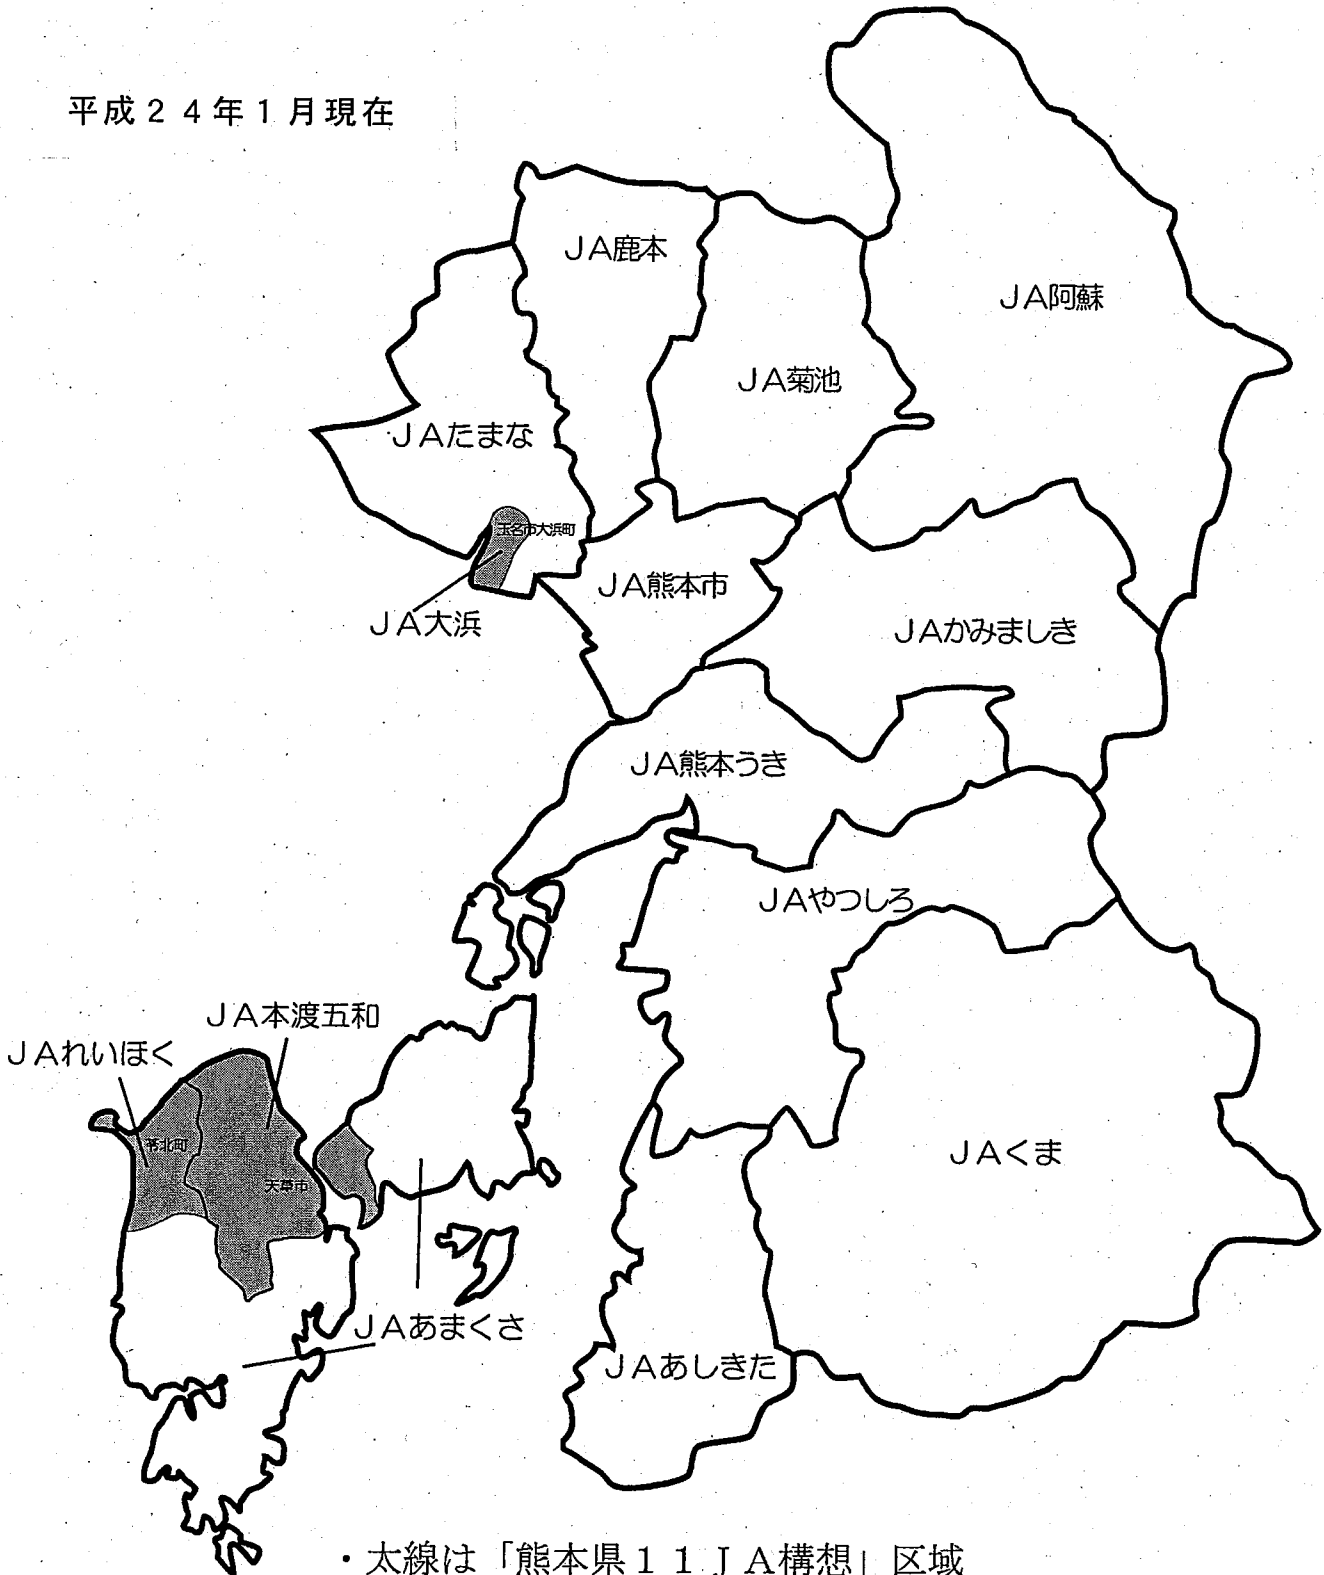 平成２４年１月現在
ＪＡ鹿本
ＪＡ阿蘇
ＪＡ菊池
ＪＡたまな
玉名市大浜町
ＪＡ熊本市
ＪＡ大浜
ＪＡかみましき
ＪＡ熊本うき
ＪＡやつしろ
ＪＡ本渡五和
ＪＡれいほく
苓北町
天草市
ＪＡくま
ＪＡあまくさ
ＪＡあしきた
・太線は「熊本県１１ＪＡ構想」区域